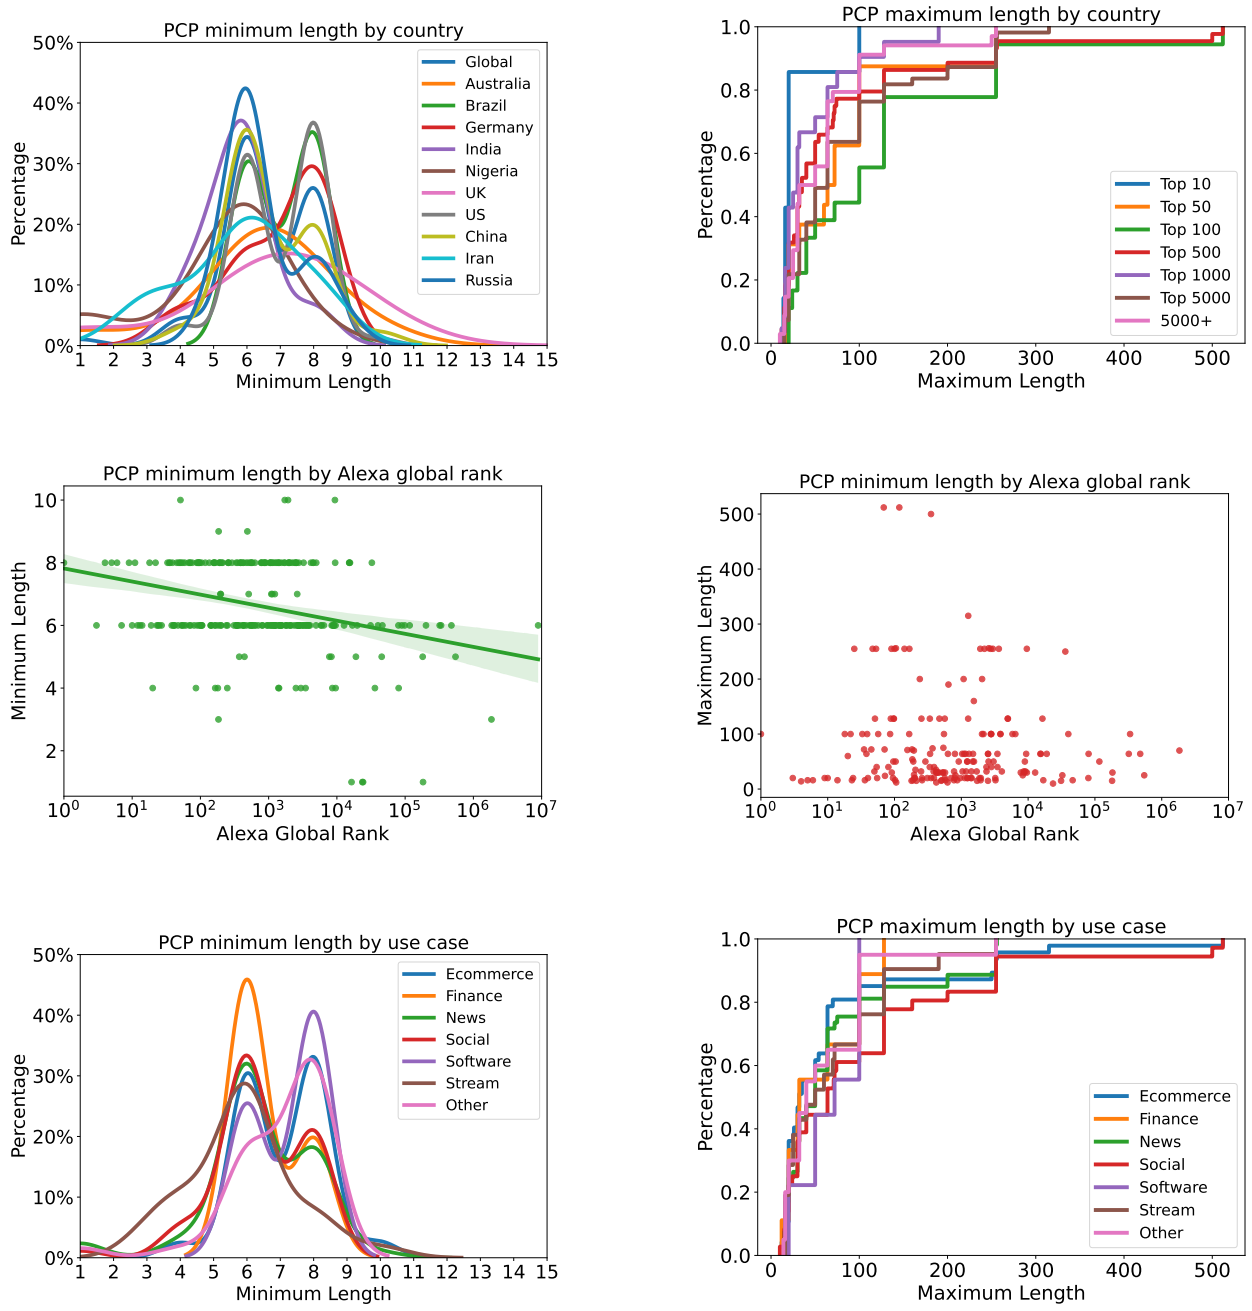 PCP minimum length by country
50%
40%
30%
20%
10%
0%
Percentage
1 2 3 4 5 6 7 8 9 10 11 12 13 14 15
Minimum Length
Global
Australia
Brazil
Germany
India
Nigeria
UK
US
China
Iran
Russia
PCP maximum length by country
1.0
0.8
0.6
0.4
0.2
0.0
Percentage
0 100 200 300 400 500
Maximum Length
Top 10
Top 50
Top 100
Top 500
Top 1000
Top 5000
5000+
PCP minimum length by Alexa global rank
10
8
6
4
2
Minimum Length
10^0 10^1 10^2 10^3 10^4 10^5 10^6 10^7
Alexa Global Rank
PCP minimum length by Alexa global rank
500
400
300
200
100
0
Maximum Length
10^0 10^1 10^2 10^3 10^4 10^5 10^6 10^7
Alexa Global Rank
PCP minimum length by use case
50%
40%
30%
20%
10%
0%
Percentage
1 2 3 4 5 6 7 8 9 10 11 12 13 14 15
Minimum Length
Ecommerce
Finance
News
Social
Software
Stream
Other
PCP maximum length by use case
1.0
0.8
0.6
0.4
0.2
0.0
Percentage
0 100 200 300 400 500
Maximum Length
Ecommerce
Finance
News
Social
Software
Stream
Other